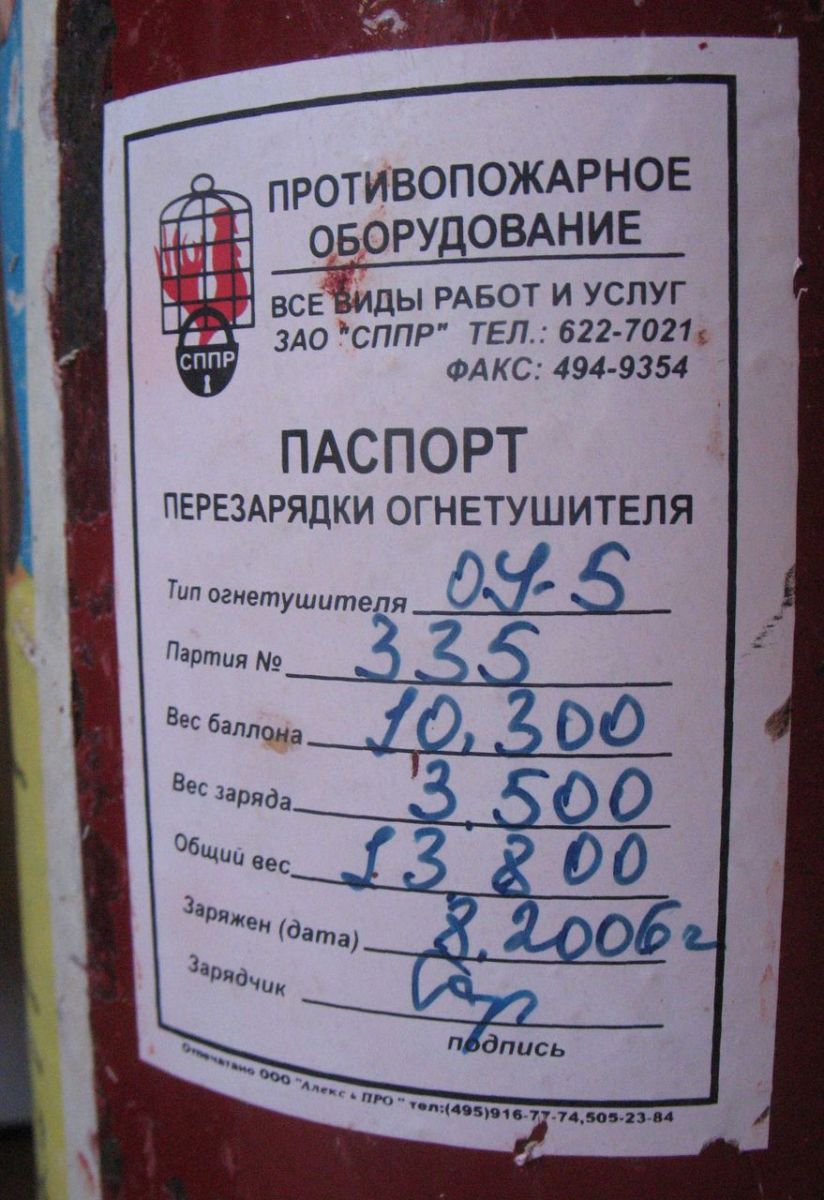 ПРОТИВОПОЖАРНОЕ
ОБОРУДОВАНИЕ
ВСЕ ВИДЫ РАБОТ И УСЛУГ
ЗАО "СППР" ТЕЛ.: 622-7021
ФАКС: 494-9354
СППР
ПАСПОРТ
ПЕРЕЗАРЯДКИ ОГНЕТУШИТЕЛЯ
Тип огнетушителя ОУ-5
Партия № 335
Вес баллона 10,300
Вес заряда 3,500
Общий вес 13,800
Заряжен (дата) 8.2006г
Зарядчик
подпись
Отпечатано ООО "Алекс ь ПРО" тел:(495)916-77-74,505-23-84